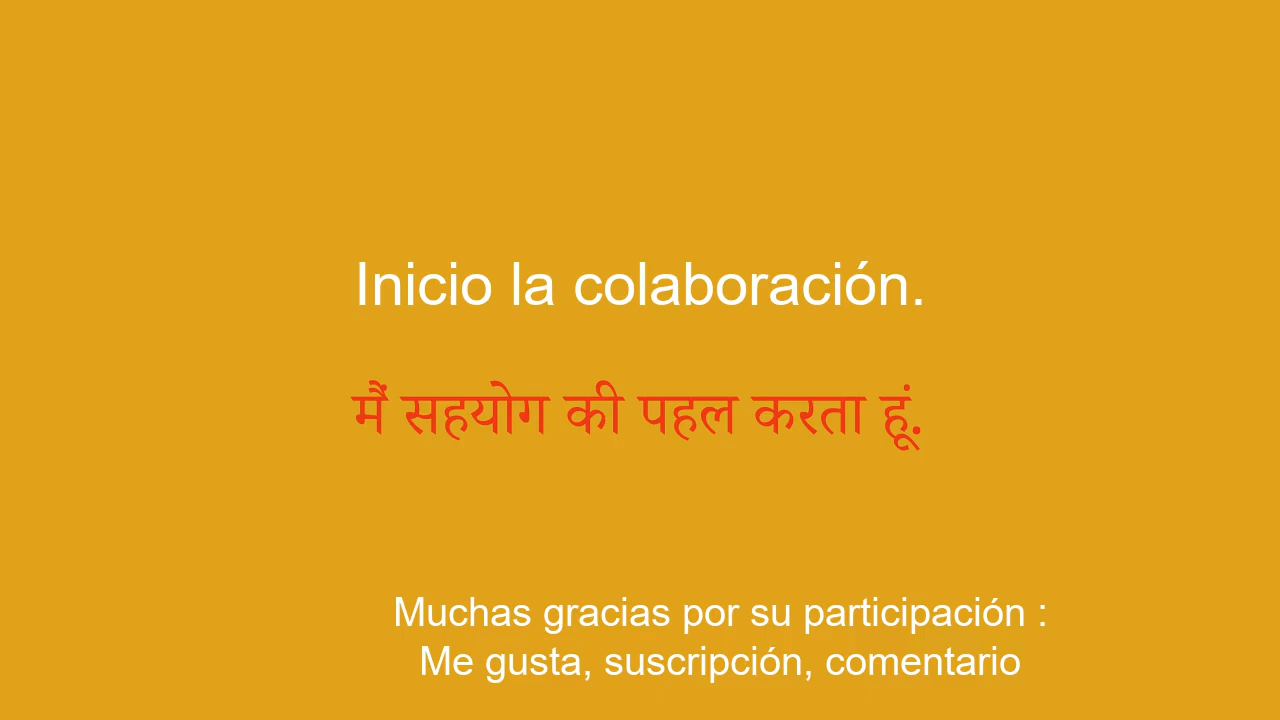 Inicio la colaboración.
मैं सहयोग की पहल करता हूं.
Muchas gracias por su participación :
Me gusta, suscripción, comentario